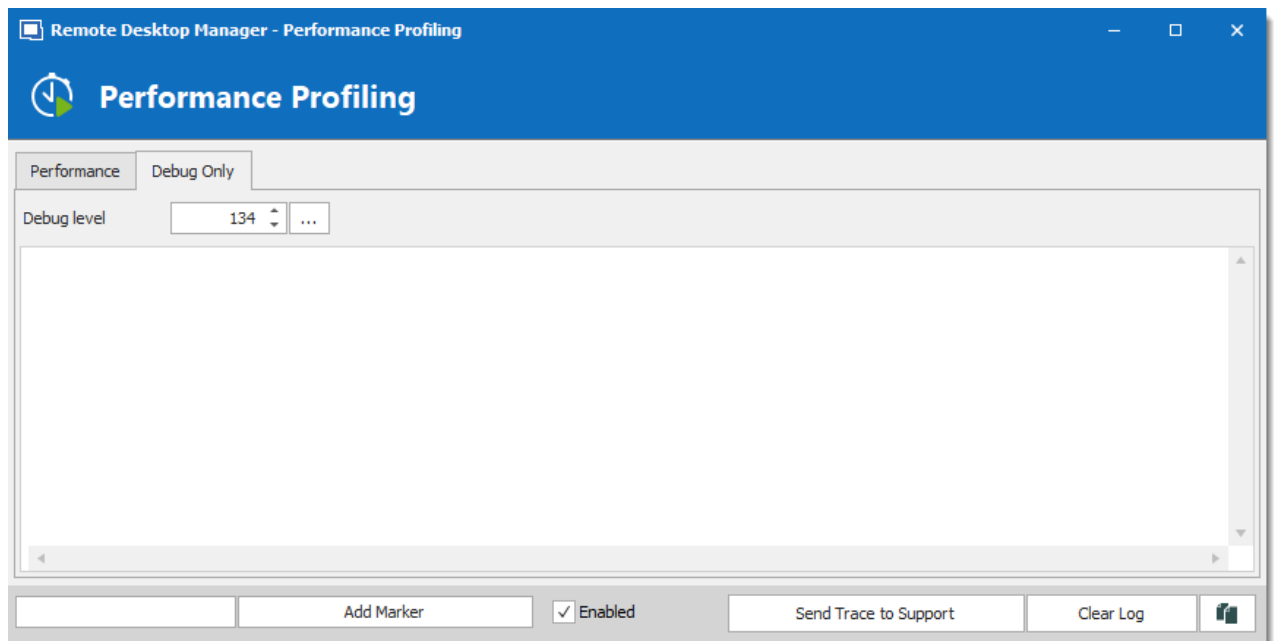 Remote Desktop Manager - Performance Profiling
Performance Profiling
Performance Debug Only
Debug level 134 ...
Add Marker Enabled Send Trace to Support Clear Log